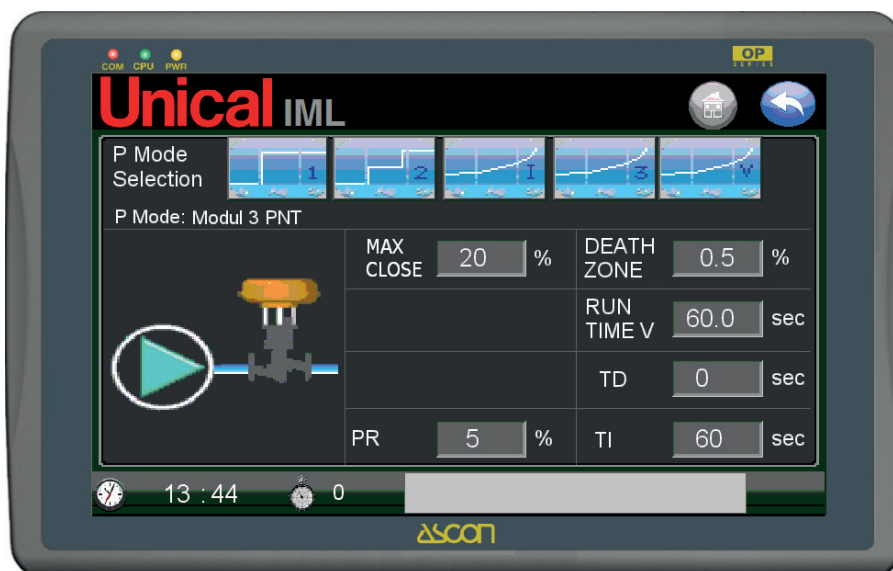 COM CPU PWR
OP
SERIES
Unical IML
P Mode
Selection
1
2
I
3
V
P Mode: Modul 3 PNT
MAX
CLOSE
20 %
DEATH
ZONE
0.5 %
RUN
TIME V
60.0 sec
TD
0 sec
PR
5 %
TI
60 sec
13 : 44
0
ascon